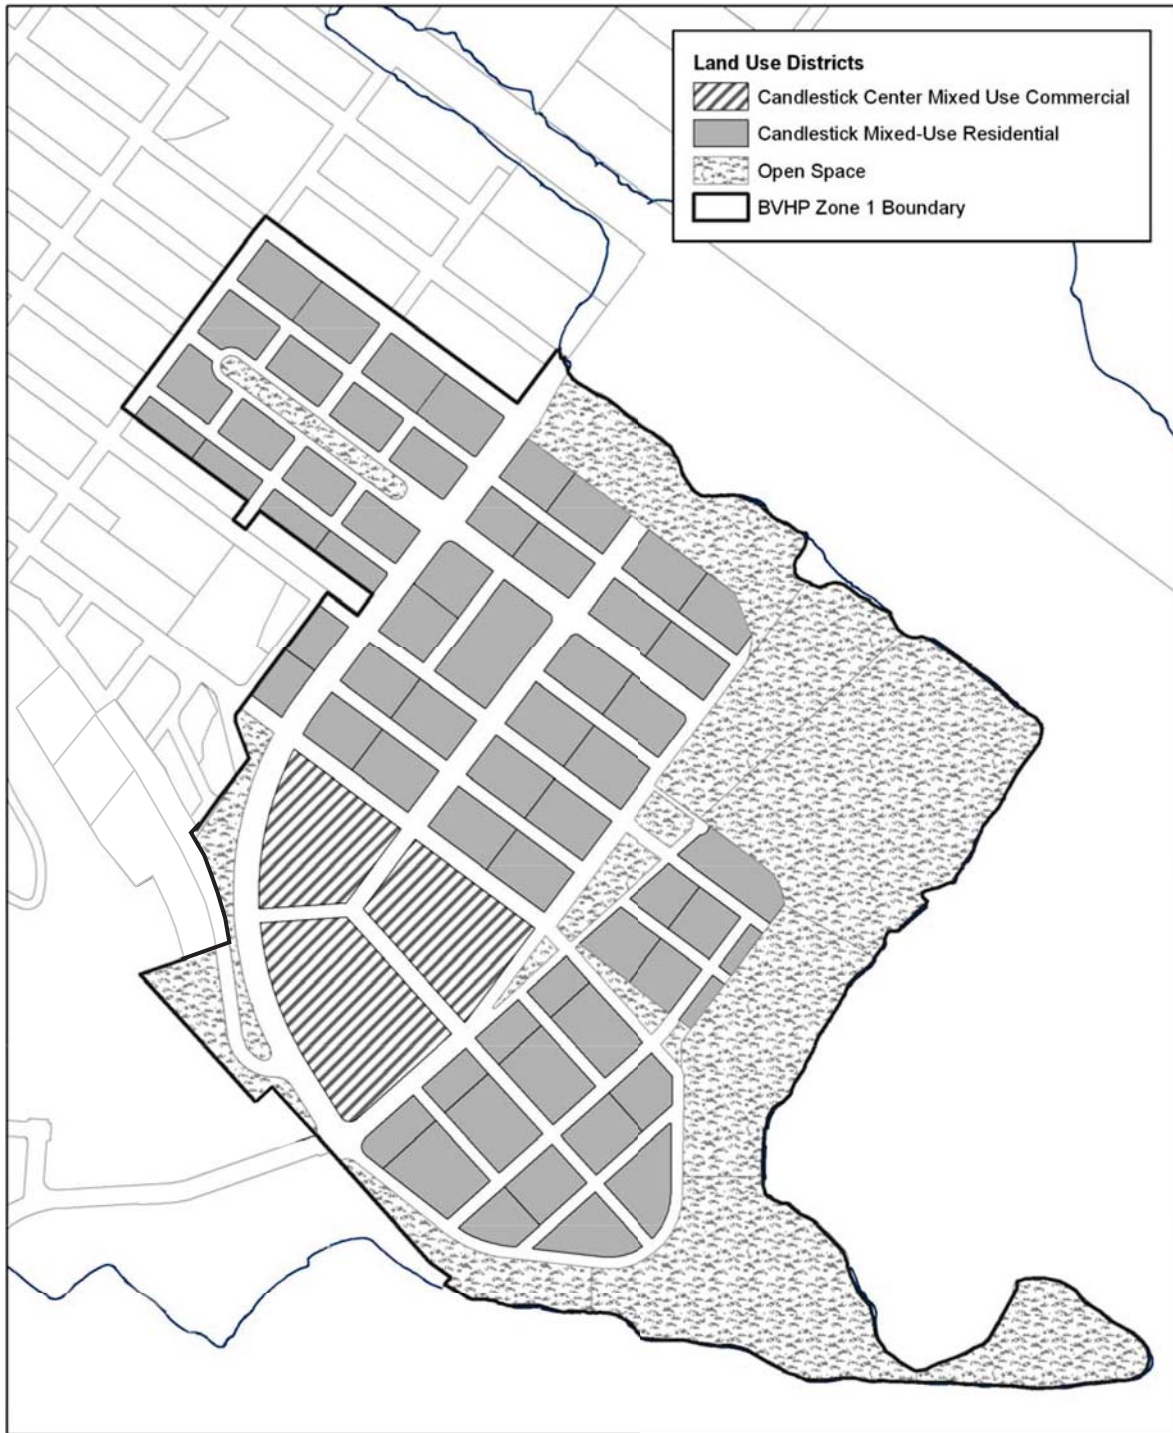 Land Use Districts
Candlestick Center Mixed Use Commercial
Candlestick Mixed-Use Residential
Open Space
BVHP Zone 1 Boundary